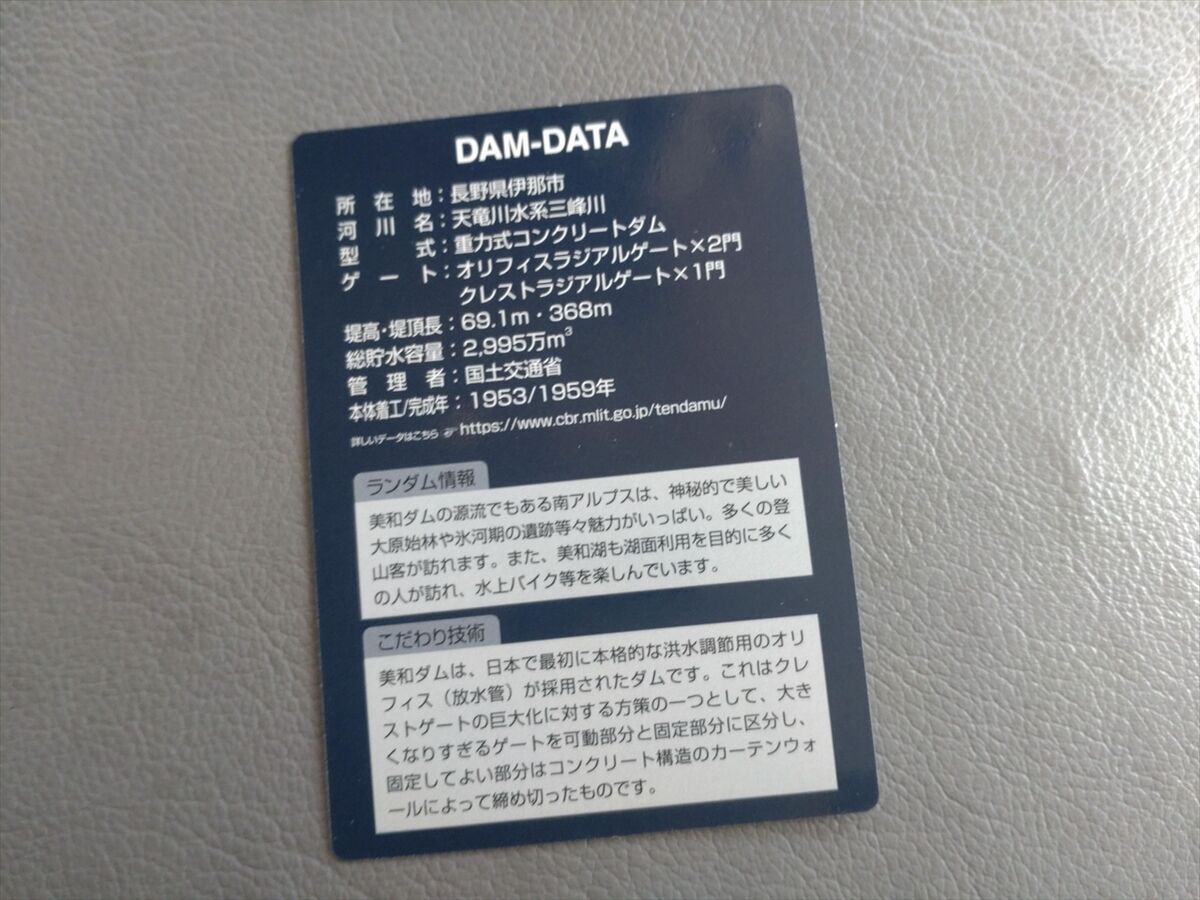 DAM-DATA
所在地：長野県伊那市
河川名：天竜川水系三峰川
型式：重力式コンクリートダム
ゲート：オリフィスラジアルゲート×2門
クレストラジアルゲート×1門
堤高・堤頂長：69.1m・368m
総貯水容量：2,995万m³
管理者：国土交通省
本体着工/完成年：1953/1959年
詳しいデータはこちら☞https://www.cbr.mlit.go.jp/tendamu/
ランダム情報
美和ダムの源流でもある南アルプスは、神秘的で美しい
大原始林や氷河期の遺跡等々魅力がいっぱい。多くの登
山客が訪れます。また、美和湖も湖面利用を目的に多く
の人が訪れ、水上バイク等を楽しんでいます。
こだわり技術
美和ダムは、日本で最初に本格的な洪水調節用のオリ
フィス（放水管）が採用されたダムです。これはクレ
ストゲートの巨大化に対する方策の一つとして、大き
くなりすぎるゲートを可動部分と固定部分に区分し、
固定してよい部分はコンクリート構造のカーテンウォ
ールによって締め切ったものです。